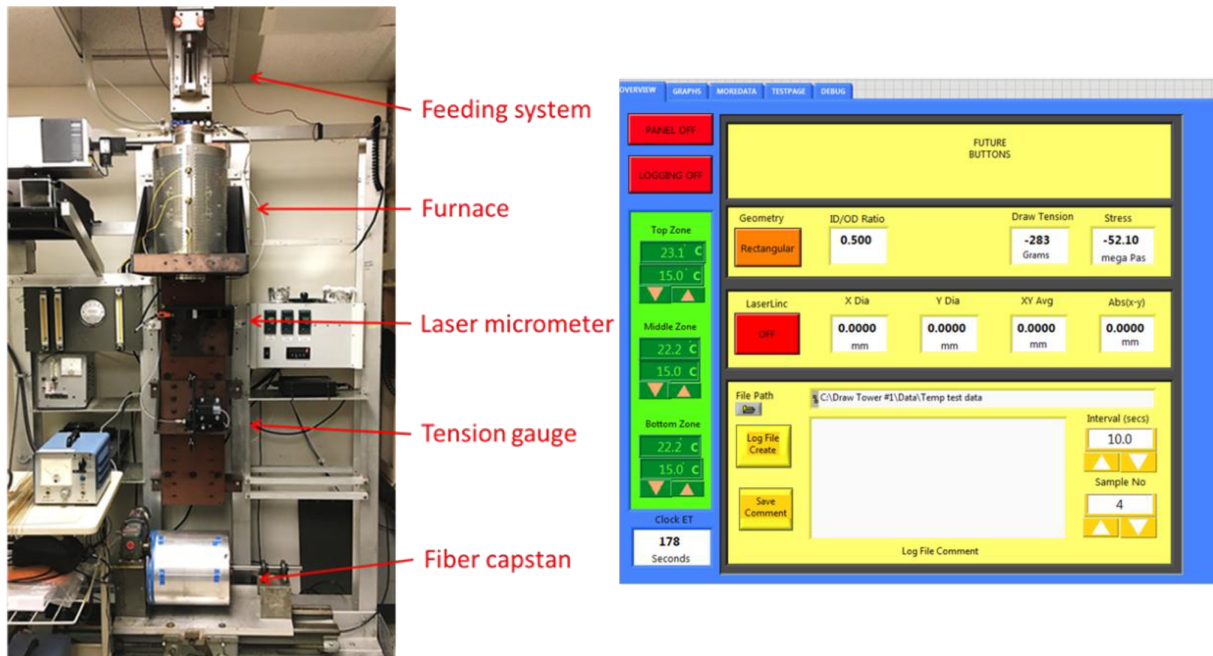 Feeding system
Furnace
Laser micrometer
Tension gauge
Fiber capstan
OVERVIEW GRAPHS MOREDATA TESTPAGE DEBUG
PANEL OFF
LOGGING OFF
Top Zone
23.1° C
15.0° C
Middle Zone
22.2° C
15.0° C
Bottom Zone
22.2° C
15.0° C
Clock ET
178
Seconds
FUTURE
BUTTONS
Geometry ID/OD Ratio Draw Tension Stress
Rectangular 0.500 -283 -52.10
Grams mega Pas
LaserLinc X Dia Y Dia XY Avg Abs(x-y)
OFF 0.0000 0.0000 0.0000 0.0000
mm mm mm mm
File Path C:\Draw Tower #1\Data\Temp test data
Log File
Create
Save
Comment
Log File Comment
Interval (secs)
10.0
Sample No
4